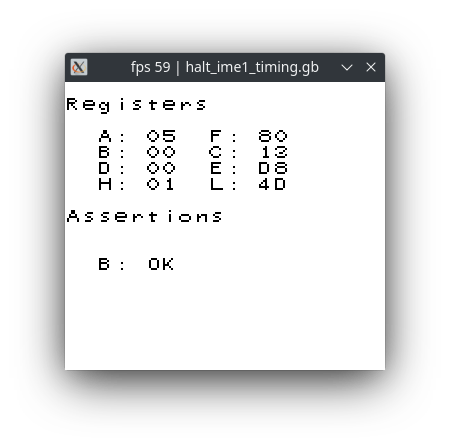 fps 59 | halt_ime1_timing.gb
Registers
A: 05 F: 80
B: 00 C: 13
D: 00 E: D8
H: 01 L: 4D
Assertions
B: OK